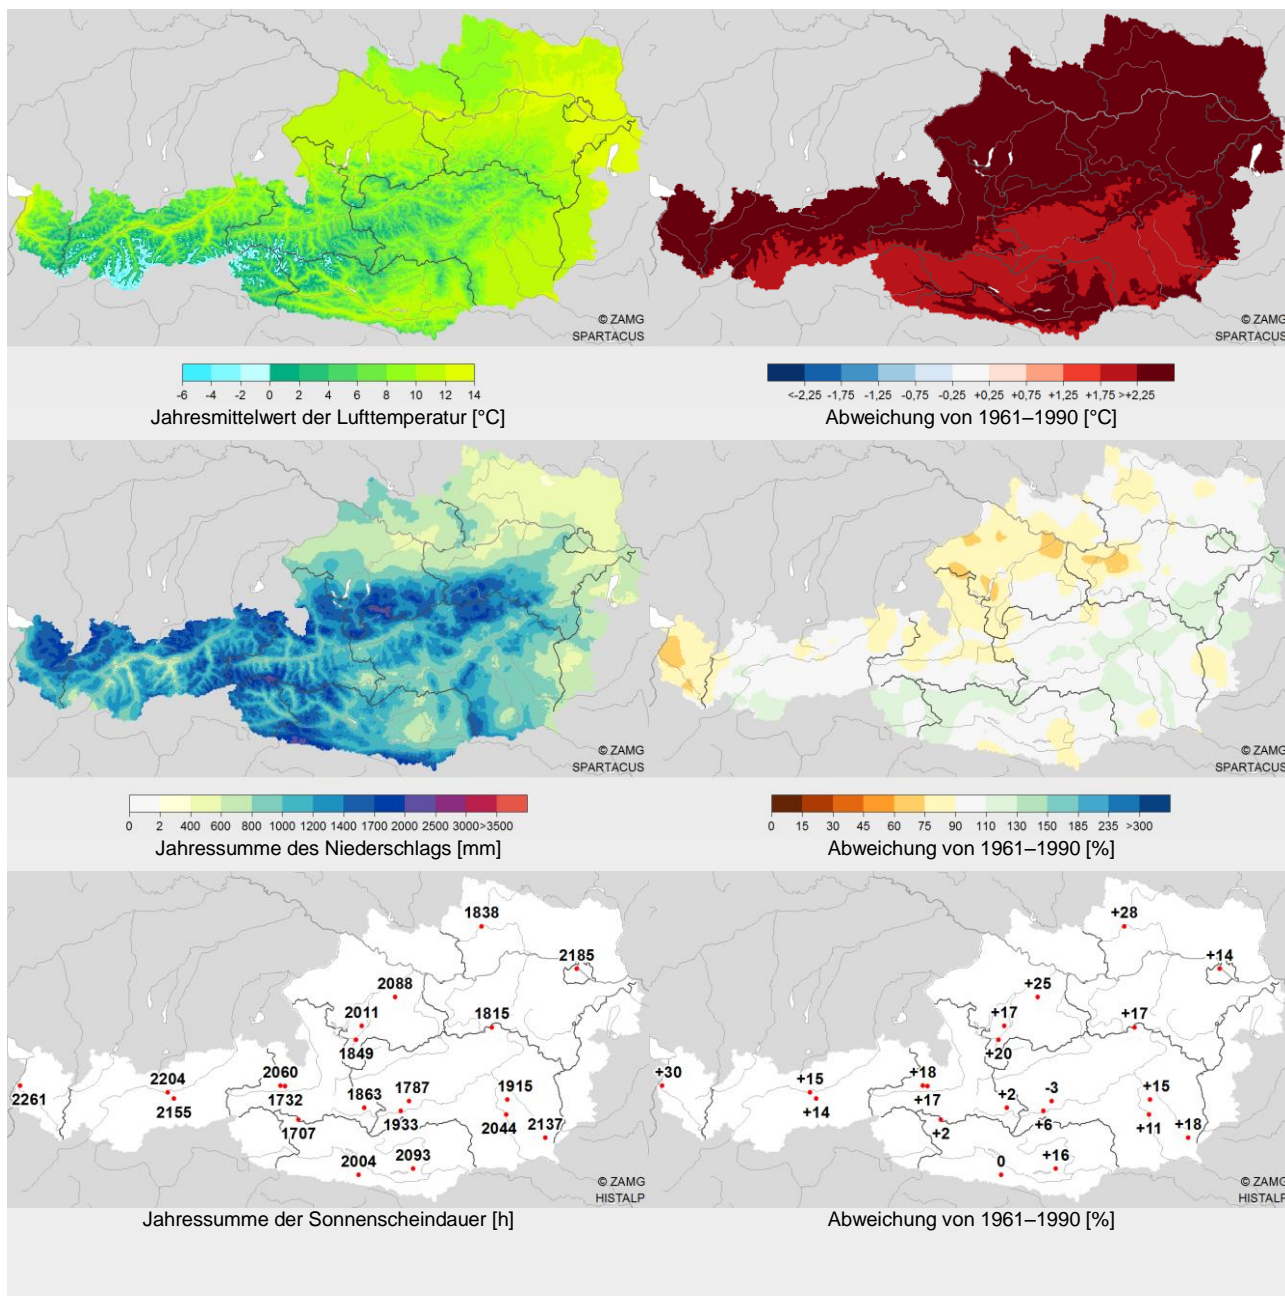 © ZAMG
SPARTACUS
-6 -4 -2 0 2 4 6 8 10 12 14
Jahresmittelwert der Lufttemperatur [°C]
© ZAMG
SPARTACUS
<-2,25 -1,75 -1,25 -0,75 -0,25 +0,25 +0,75 +1,25 +1,75 >+2,25
Abweichung von 1961–1990 [°C]
© ZAMG
SPARTACUS
0 2 400 600 800 1000 1200 1400 1700 2000 2500 3000 >3500
Jahressumme des Niederschlags [mm]
© ZAMG
SPARTACUS
0 15 30 45 60 75 90 110 130 150 185 235 >300
Abweichung von 1961–1990 [%]
1838
2185
2088
2011
1815
1849
2204
2060
2261
2155
1732
1863
1787
1915
1707
1933
2044
2137
2004
2093
© ZAMG
HISTALP
Jahressumme der Sonnenscheindauer [h]
+28
+14
+25
+17
+17
+20
+30
+15
+18
+14
+17
+2
-3
+15
+2
+6
+11
+18
0
+16
© ZAMG
HISTALP
Abweichung von 1961–1990 [%]